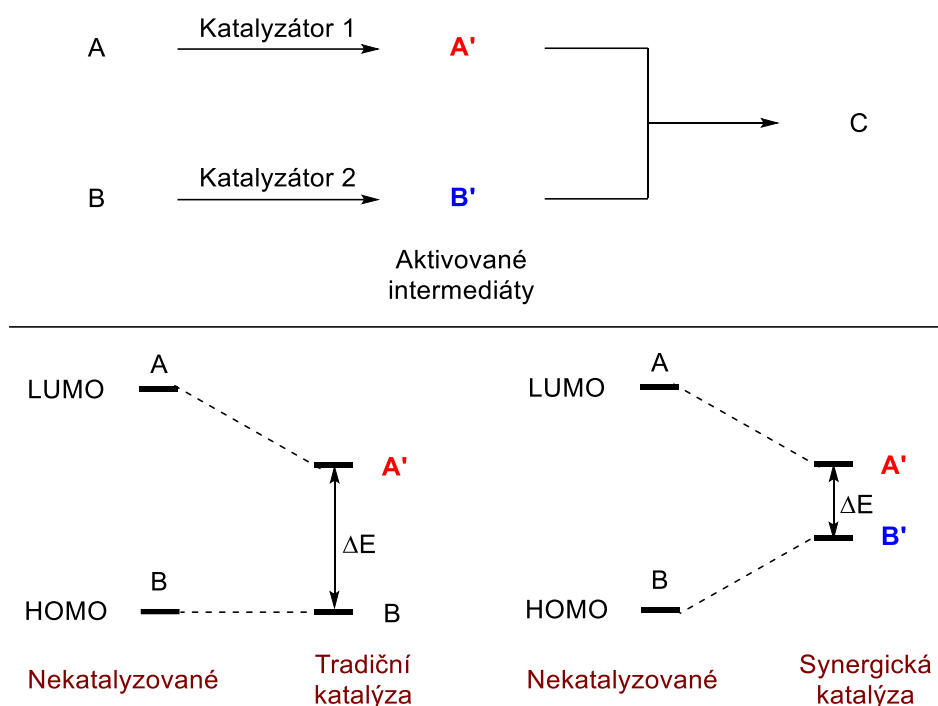 A
Katalyzátor 1
A'
C
B
Katalyzátor 2
B'
Aktivované
intermediáty
LUMO
A
A'
ΔE
B
HOMO
B
Nekatalyzované
Tradiční
katalýza
LUMO
A
A'
ΔE
B'
B
HOMO
Nekatalyzované
Synergická
katalýza